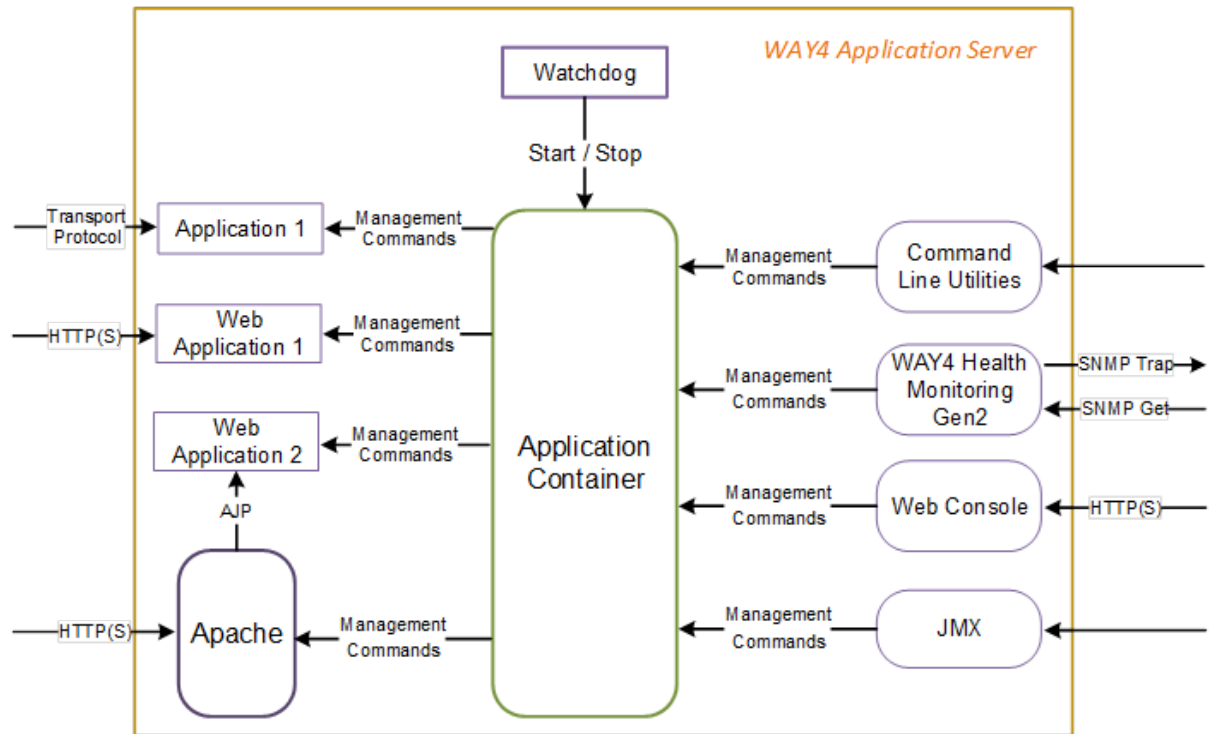 WAY4 Application Server
Watchdog
Start / Stop
Transport
Protocol
Application 1
Management
Commands
Management
Commands
Command
Line Utilities
HTTP(S)
Web
Application 1
Management
Commands
Management
Commands
WAY4 Health
Monitoring
Gen2
SNMP Trap
SNMP Get
Web
Application 2
Management
Commands
Application
Container
Management
Commands
Web Console
HTTP(S)
AJP
HTTP(S)
Apache
Management
Commands
Management
Commands
JMX